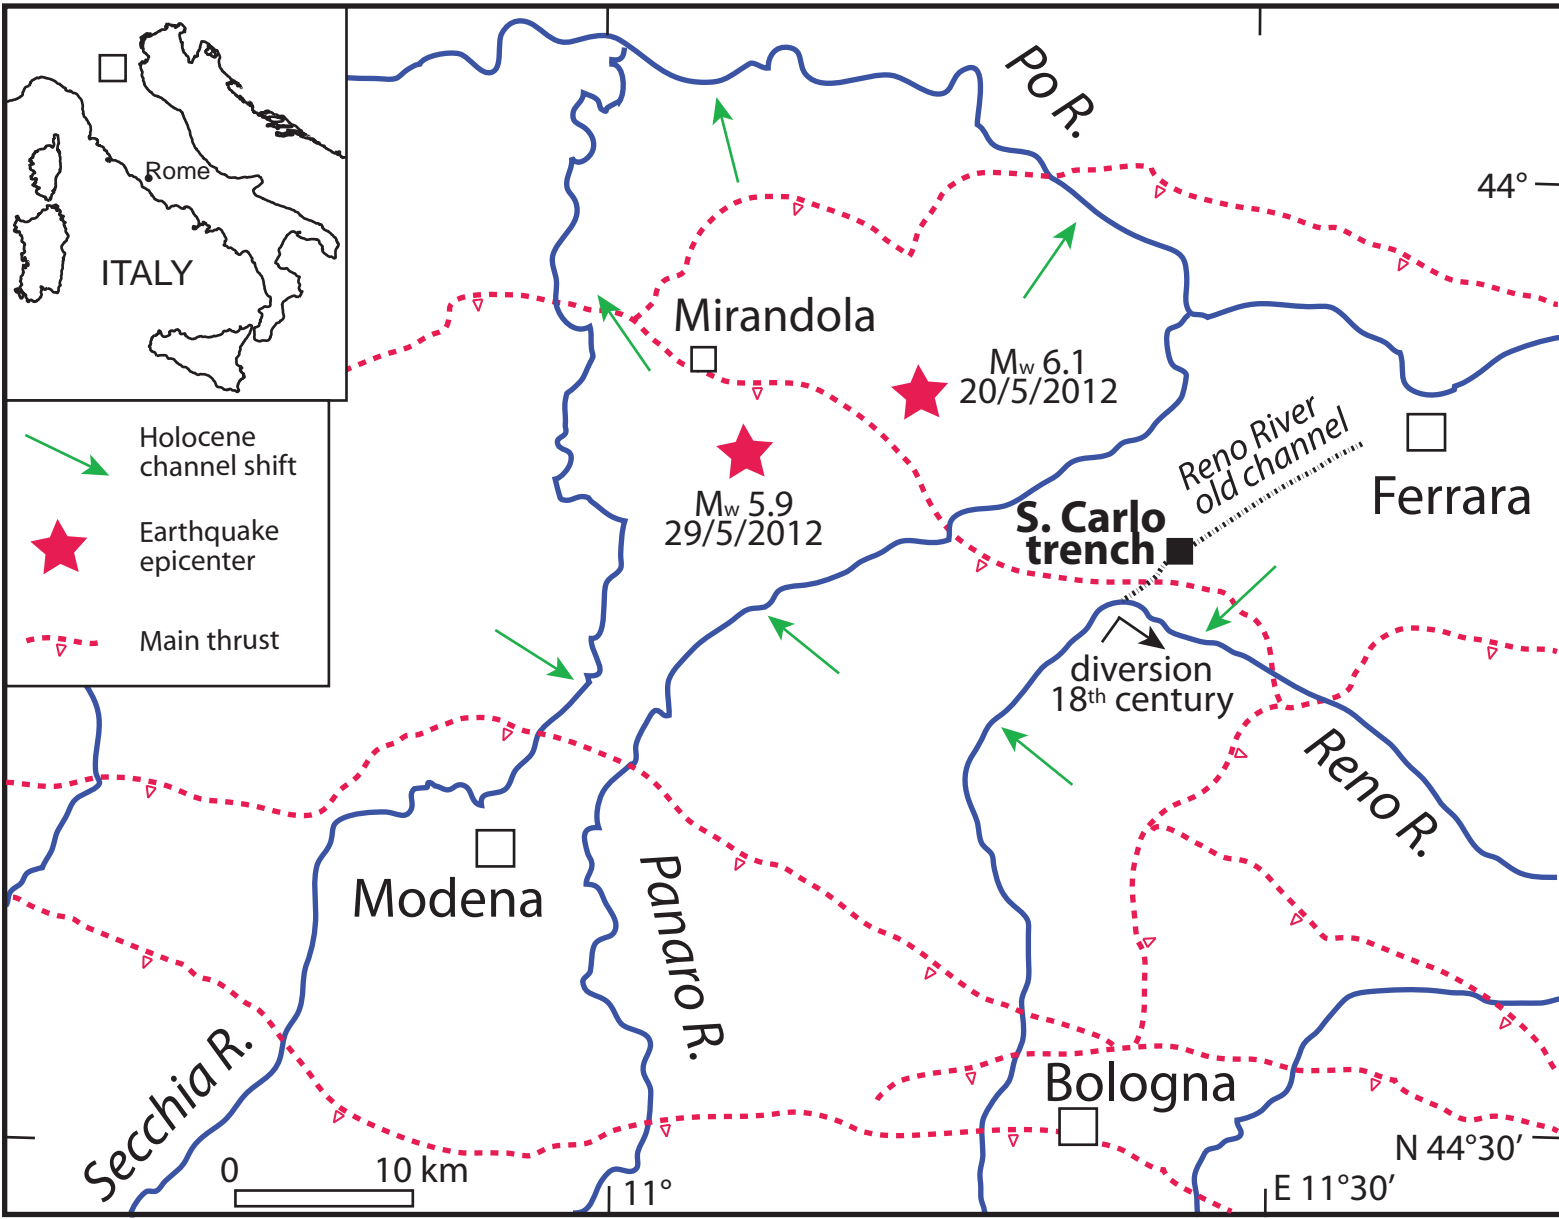 Rome
ITALY
Holocene
channel shift
Earthquake
epicenter
Main thrust
Po R.
44°
Mirandola
Mw 6.1
20/5/2012
Mw 5.9
29/5/2012
Reno River
old channel
Ferrara
S. Carlo
trench
diversion
18th century
Reno R.
Modena
Panaro R.
Secchia R.
Bologna
0 10 km
11°
N 44°30′
E 11°30′